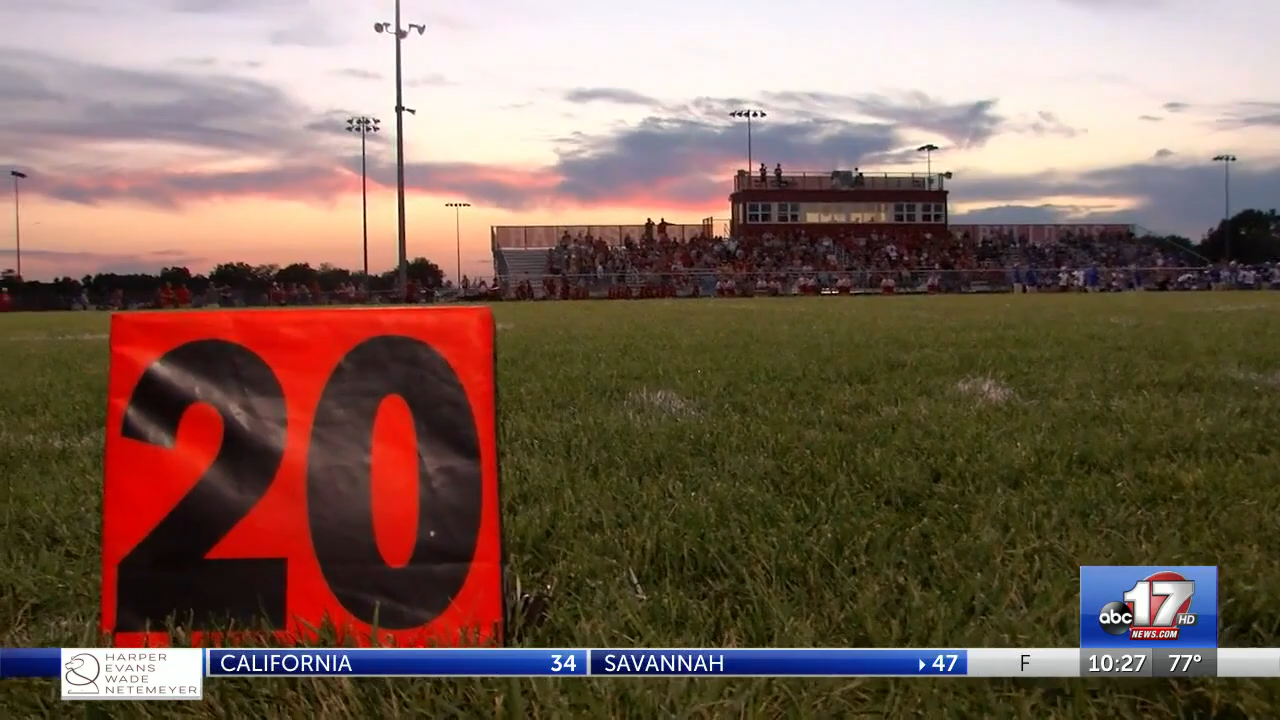 20
abc 17 HD
NEWS.COM
HARPER
EVANS
WADE
NETEMEYER
CALIFORNIA 34 SAVANNAH 47 F 10:27 77°